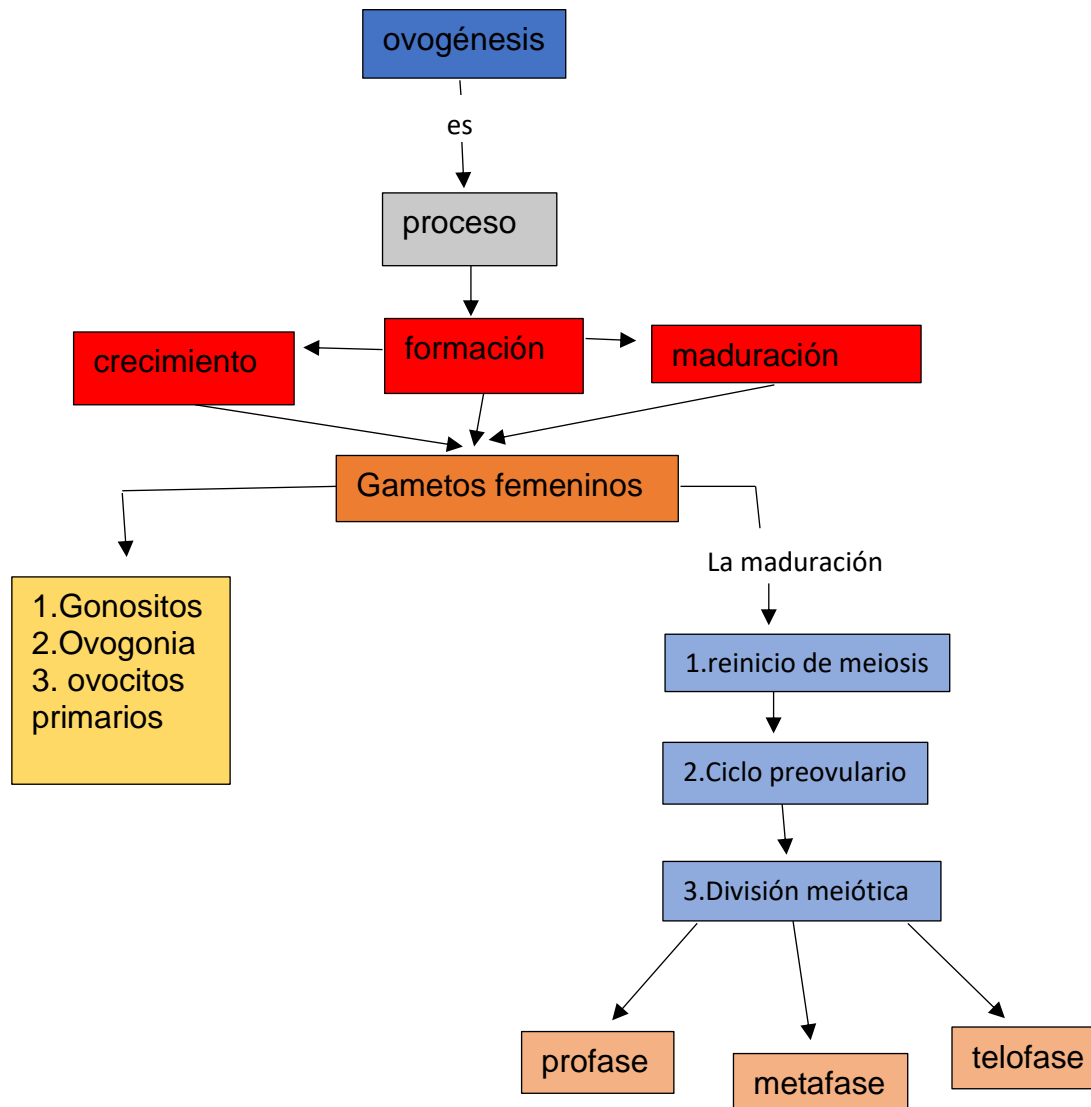 ovogénesis
es
proceso
crecimiento
formación
maduración
Gametos femeninos
1.Gonositos
2.Ovogonia
3. ovocitos
primarios
La maduración
1.reinicio de meiosis
2.Ciclo preovulario
3.División meiótica
profase
metafase
telofase